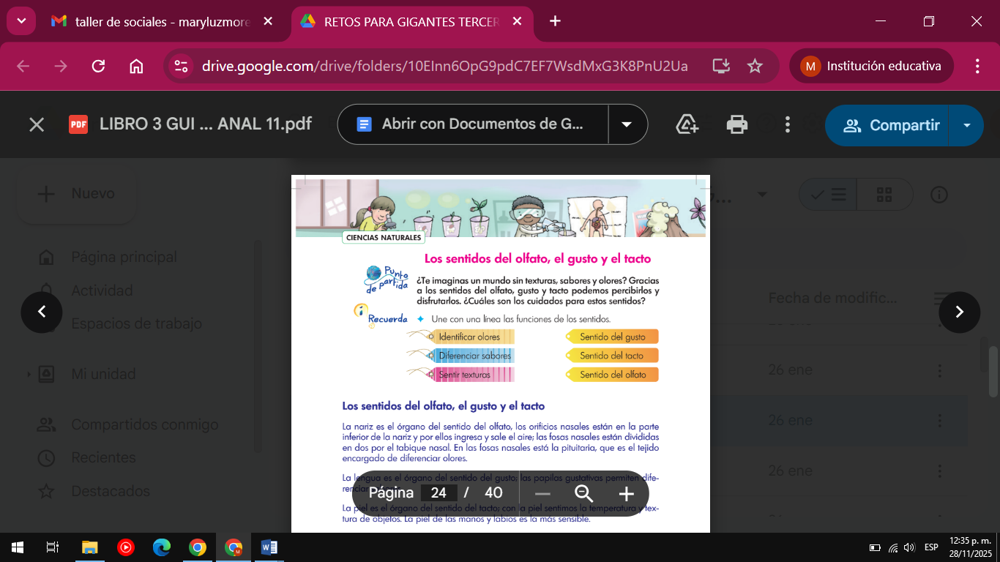 taller de sociales - maryluzmore
RETOS PARA GIGANTES TERCER
drive.google.com/drive/folders/10EInn6OpG9pdC7EF7WsdMxG3K8PnU2Ua
M Institución educativa
PDF LIBRO 3 GUI ... ANAL 11.pdf
Abrir con Documentos de G...
Compartir
Nuevo
Página principal
Actividad
Espacios de trabajo
Mi unidad
Compartidos conmigo
Recientes
Destacados
Fecha de modific...
26 ene
26 ene
26 ene
CIENCIAS NATURALES
Los sentidos del olfato, el gusto y el tacto
Punto
de partida
¿Te imaginas un mundo sin texturas, sabores y olores? Gracias
a los sentidos del olfato, gusto y tacto podemos percibirlos y
disfrutarlos. ¿Cuéles son los cuidados para estos sentidos?
Recuerda
Une con una línea las funciones de los sentidos.
Identificar olores
Sentido del gusto
Diferenciar sabores
Sentido del tacto
Sentir texturas
Sentido del olfato
Los sentidos del olfato, el gusto y el tacto
La nariz es el órgano del sentido del olfato, los orificios nasales están en la parte
inferior de la nariz y por ellos ingresa y sale el aire; las fosas nasales están divididas
en dos por el tabique nasal. En las fosas nasales está la pituitaria, que es el tejido
encargado de diferenciar olores.
La lengua es el órgano del sentido del gusto; las papilas gustativas permiten dife-
Página 24 / 40
La piel es el órgano del sentido del tacto; con la piel sentimos la temperatura y tex-
tura de objetos. La piel de las manos y labios es la más sensible.
ESP
12:35 p. m.
28/11/2025